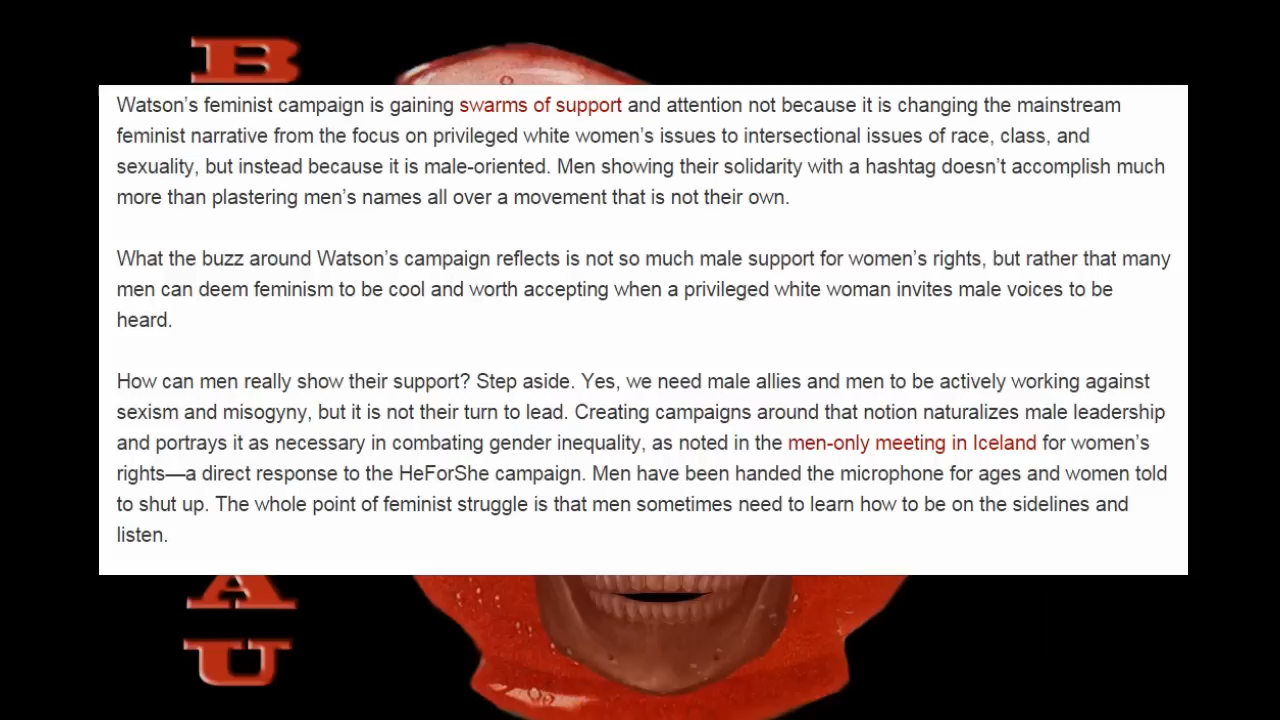 B
Watson’s feminist campaign is gaining swarms of support and attention not because it is changing the mainstream
feminist narrative from the focus on privileged white women’s issues to intersectional issues of race, class, and
sexuality, but instead because it is male-oriented. Men showing their solidarity with a hashtag doesn’t accomplish much
more than plastering men’s names all over a movement that is not their own.
What the buzz around Watson’s campaign reflects is not so much male support for women’s rights, but rather that many
men can deem feminism to be cool and worth accepting when a privileged white woman invites male voices to be
heard.
How can men really show their support? Step aside. Yes, we need male allies and men to be actively working against
sexism and misogyny, but it is not their turn to lead. Creating campaigns around that notion naturalizes male leadership
and portrays it as necessary in combating gender inequality, as noted in the men-only meeting in Iceland for women’s
rights—a direct response to the HeForShe campaign. Men have been handed the microphone for ages and women told
to shut up. The whole point of feminist struggle is that men sometimes need to learn how to be on the sidelines and
listen.
A
U